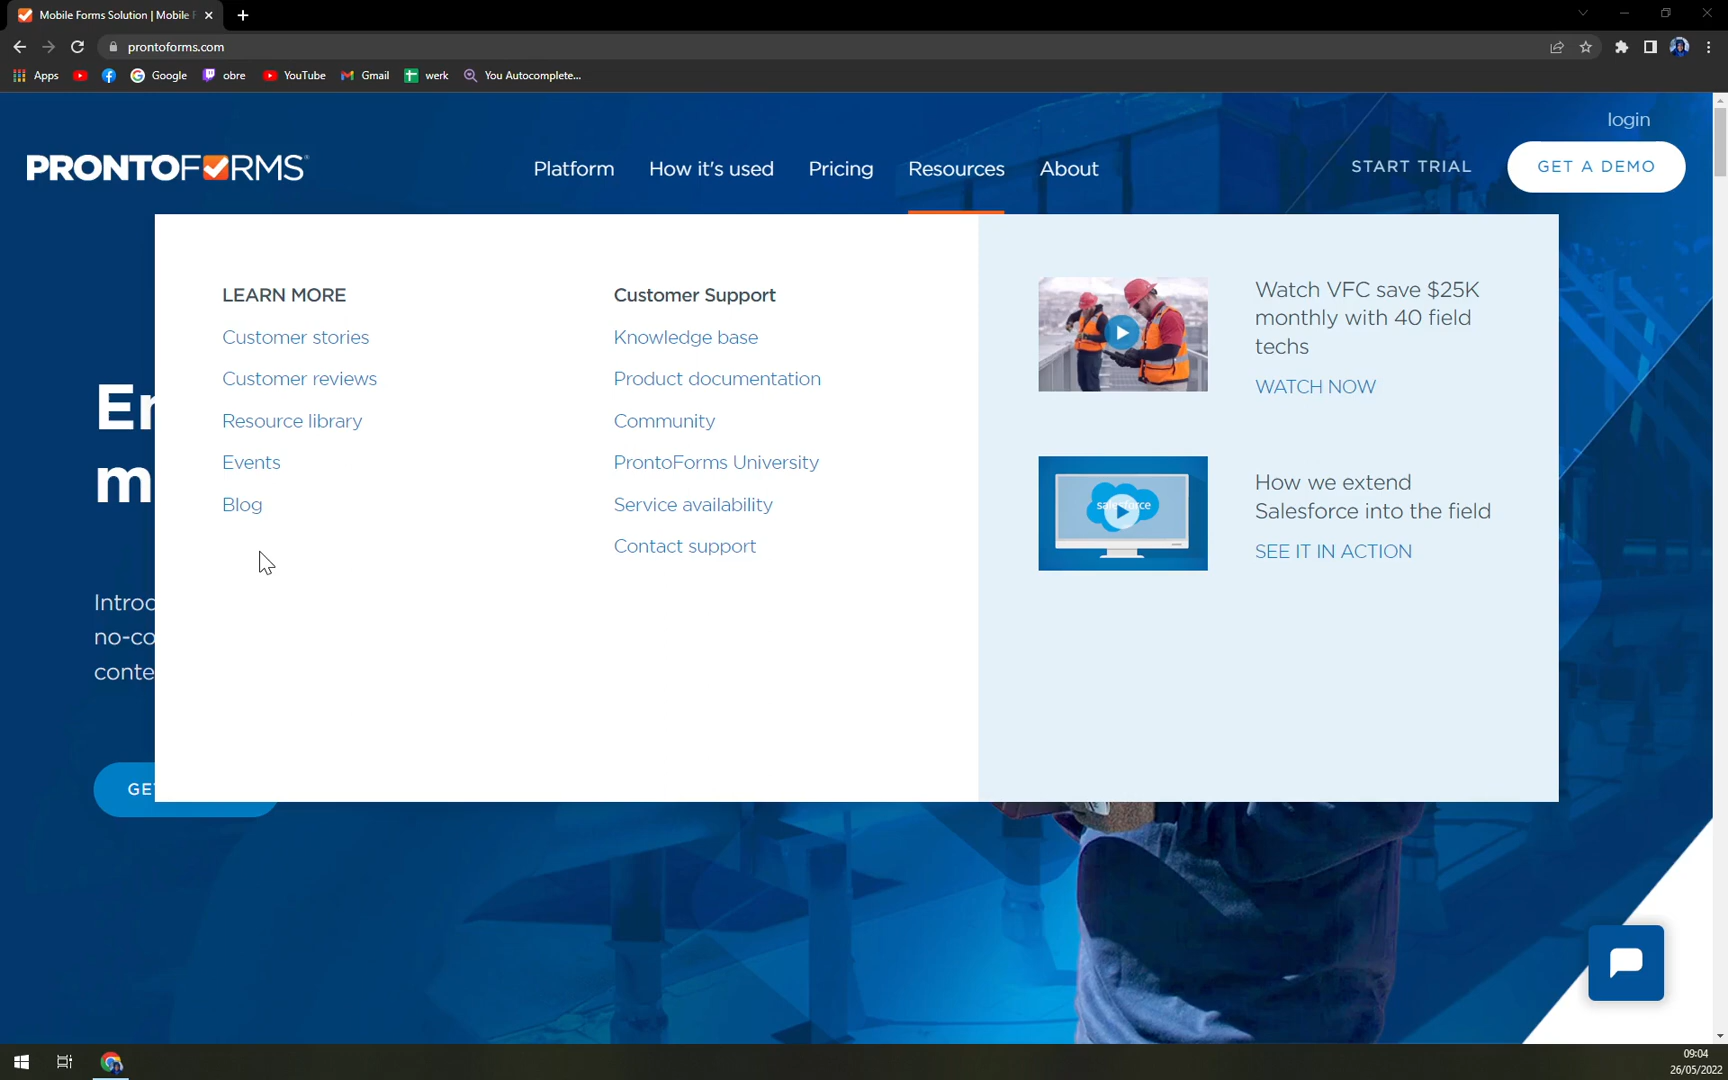 Mobile Forms Solution | Mobile F
prontoforms.com
Apps
Google
obre
YouTube
Gmail
werk
You Autocomplete...
login
PRONTOFORMS
Platform
How it's used
Pricing
Resources
About
START TRIAL
GET A DEMO
LEARN MORE
Customer stories
Customer reviews
Resource library
Events
Blog
Customer Support
Knowledge base
Product documentation
Community
ProntoForms University
Service availability
Contact support
Watch VFC save $25K
monthly with 40 field
techs
WATCH NOW
salesforce
How we extend
Salesforce into the field
SEE IT IN ACTION
En
m
Introd
no-co
conte
GE
09:04
26/05/2022